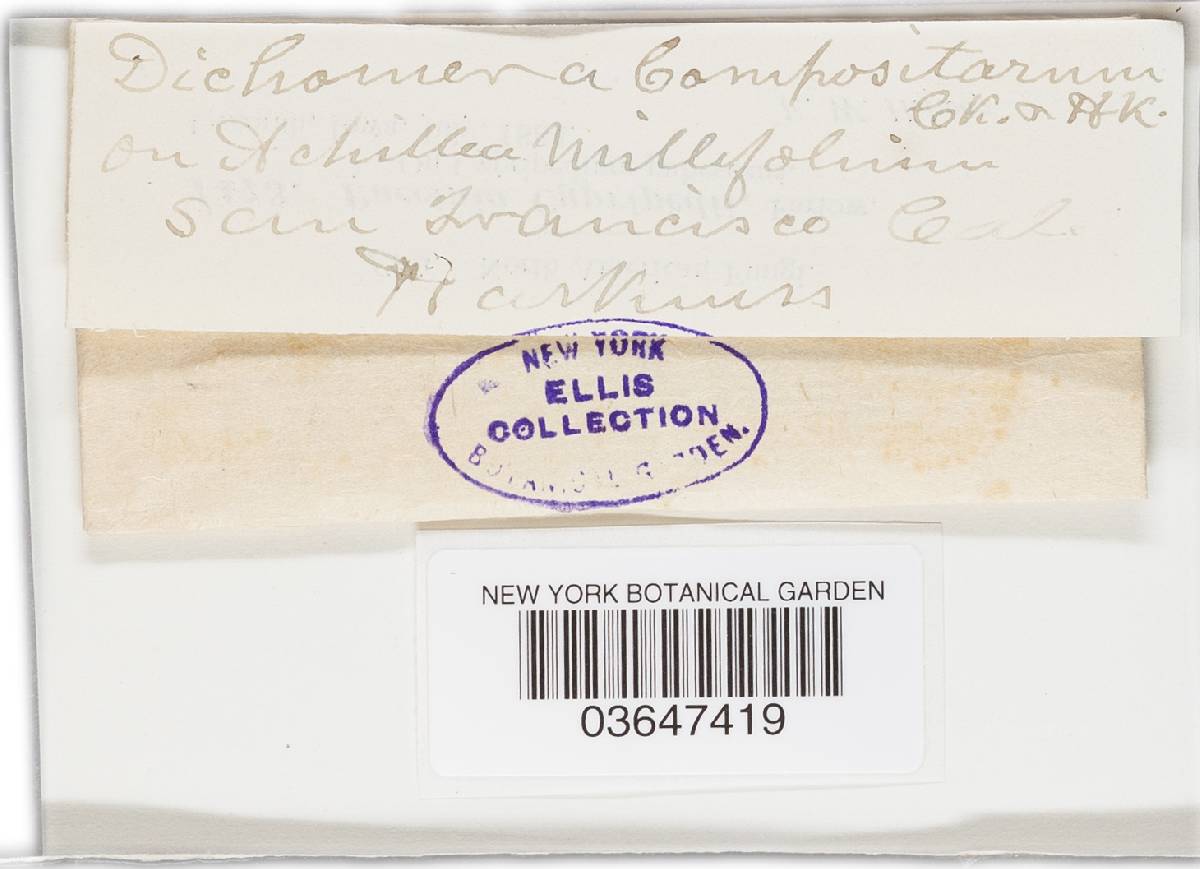 Dichomera Compositarum
Ck. & Hk.
on Achillea Millefolium
San Francisco Cal.
Harkness
NEW YORK
ELLIS
COLLECTION
BOTANICAL GARDEN.
NEW YORK BOTANICAL GARDEN
03647419